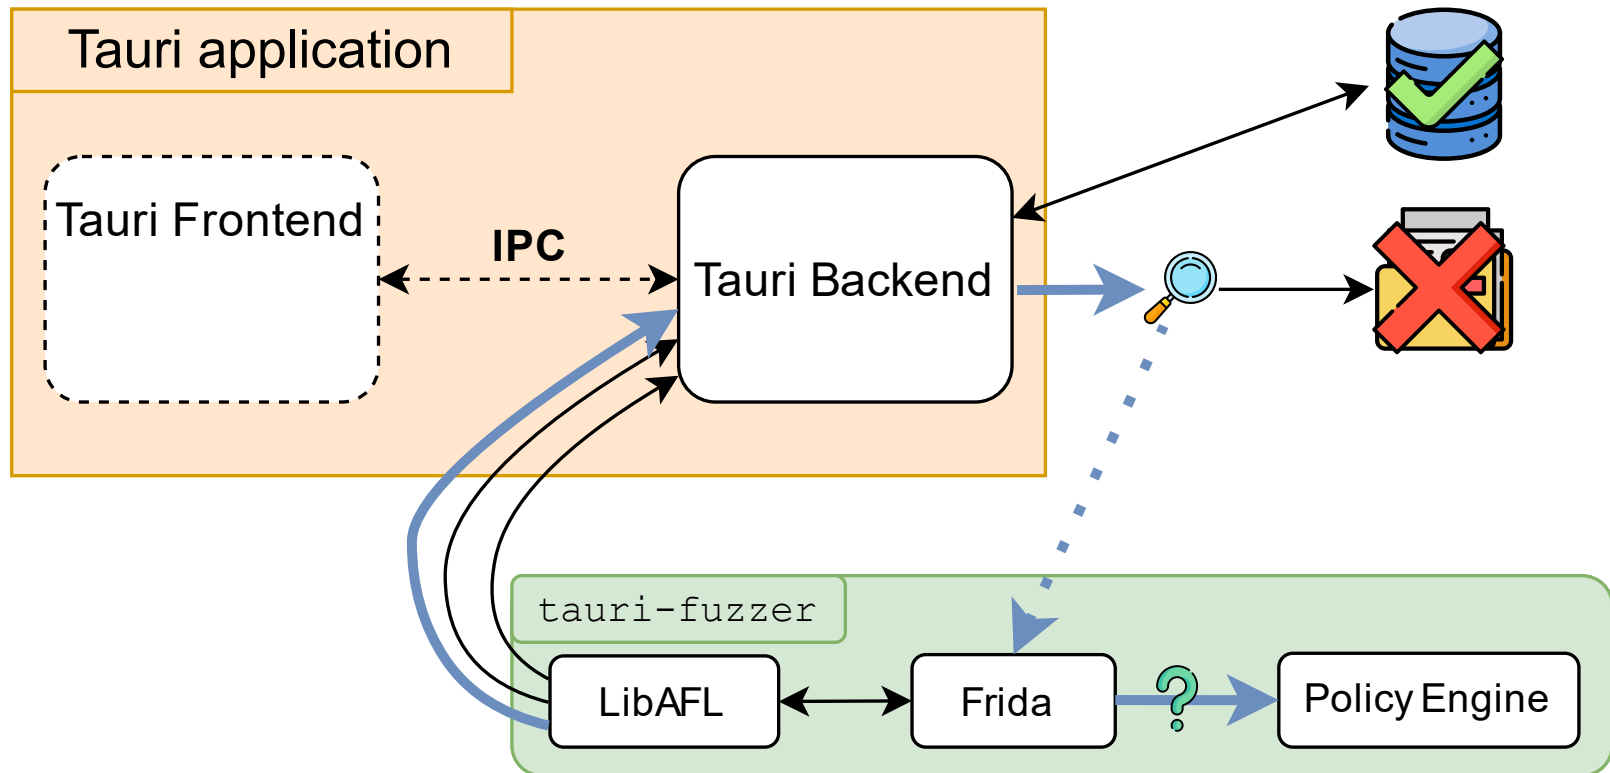 Tauri application
Tauri Frontend
IPC
Tauri Backend
tauri-fuzzer
LibAFL
Frida
Policy Engine